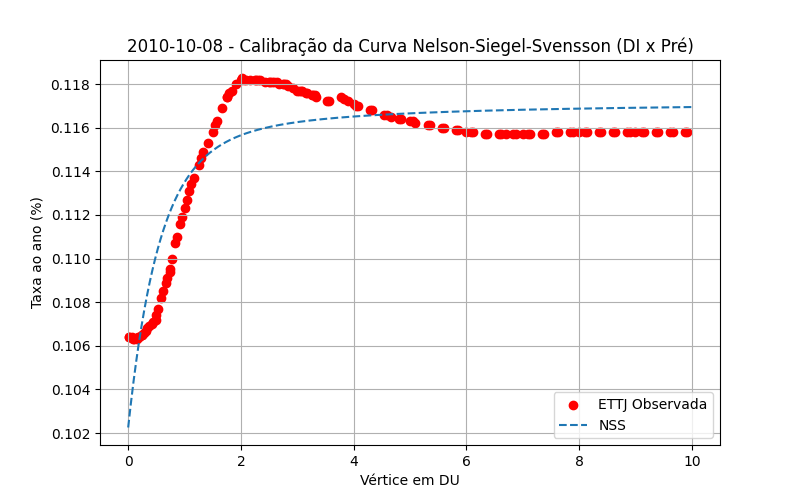 2010-10-08 - Calibração da Curva Nelson-Siegel-Svensson (DI x Pré)
Taxa ao ano (%)
0.118
0.116
0.114
0.112
0.110
0.108
0.106
0.104
0.102
ETTJ Observada
NSS
0 2 4 6 8 10
Vértice em DU